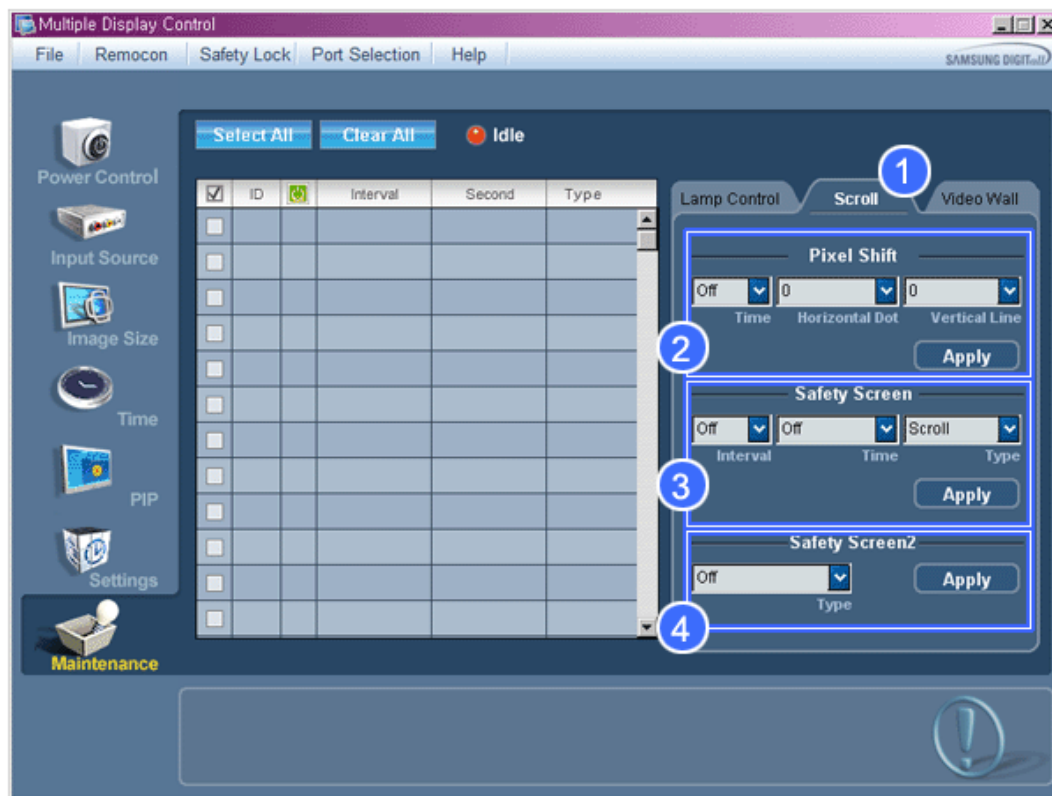 Multiple Display Control
File Remocon Safety Lock Port Selection Help
SAMSUNG DIGITall
Power Control
Input Source
Image Size
Time
PIP
Settings
Maintenance
Select All Clear All Idle
ID Interval Second Type
1
Lamp Control Scroll Video Wall
Pixel Shift
Off 0 0
Time Horizontal Dot Vertical Line
2
Apply
Safety Screen
Off Off Scroll
Interval Time Type
3
Apply
Safety Screen2
Off Apply
Type
4